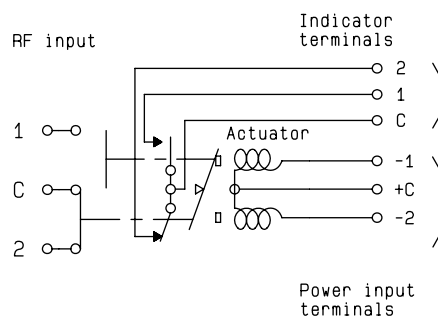 Indicator
terminals
RF input
2
1
C
Actuator
1
-1
C
+C
2
-2
Power input
terminals